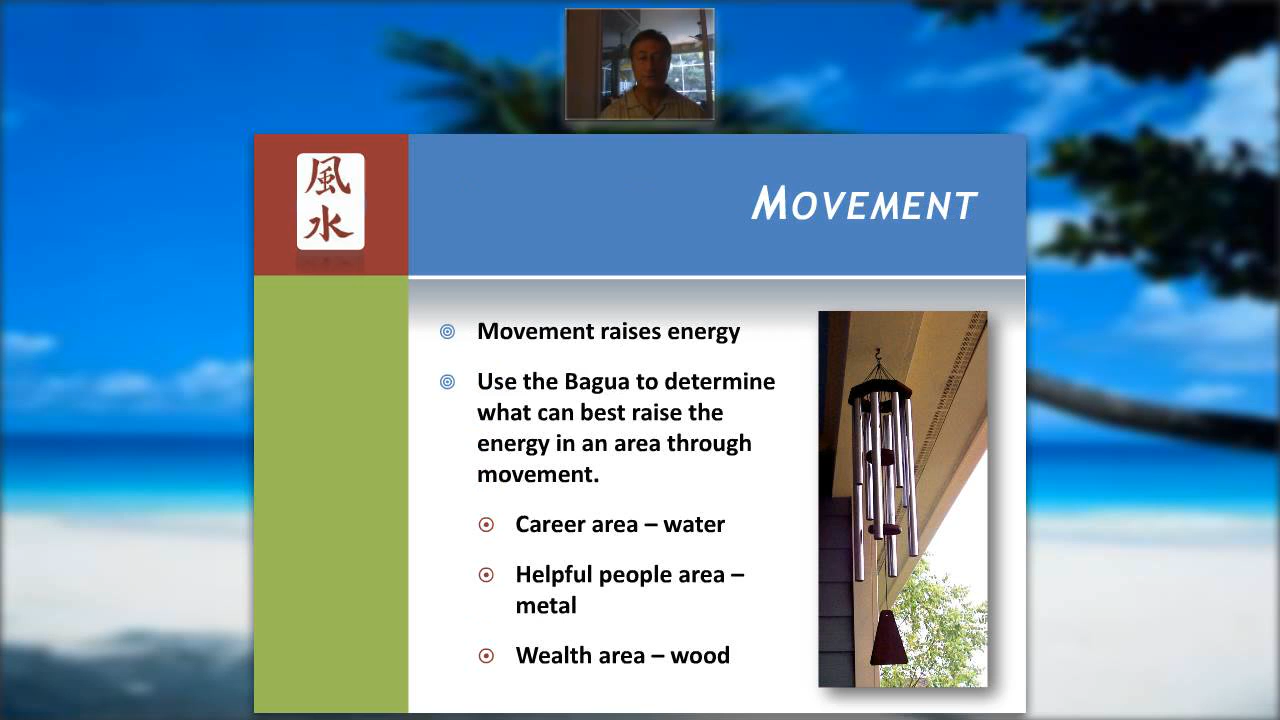 風
水
Movement
Movement raises energy
Use the Bagua to determine
what can best raise the
energy in an area through
movement.
Career area – water
Helpful people area –
metal
Wealth area – wood